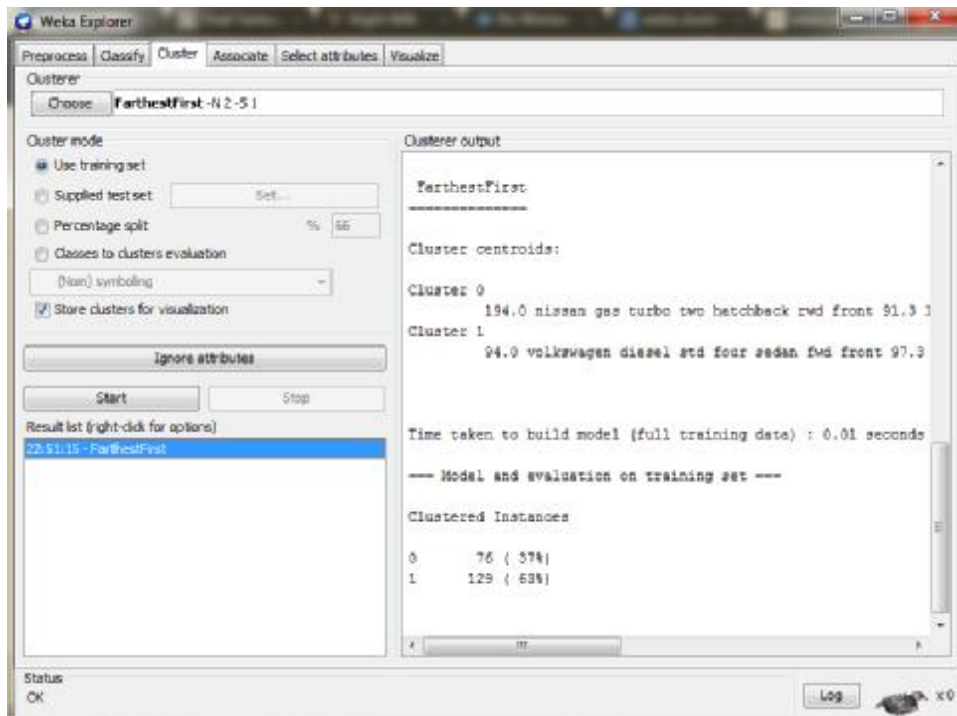 Weka Explorer
Preprocess Classify Cluster Associate Select attributes Visualize
Clusterer
Choose FarthestFirst -N 2 -S 1
Cluster mode
Use training set
Supplied test set Set...
Percentage split % 66
Classes to clusters evaluation
(Nom) symboling
Store clusters for visualization
Ignore attributes
Start Stop
Result list (right-click for options)
22:51:15 - FarthestFirst
Clusterer output
FarthestFirst
==============
Cluster centroids:
Cluster 0
194.0 nissan gas turbo two hatchback rwd front 91.3
Cluster 1
94.0 volkswagen diesel std four sedan fwd front 97.3
Time taken to build model (full training data) : 0.01 seconds
=== Model and evaluation on training set ===
Clustered Instances
0 76 ( 37%)
1 129 ( 63%)
Status
OK
Log x 0